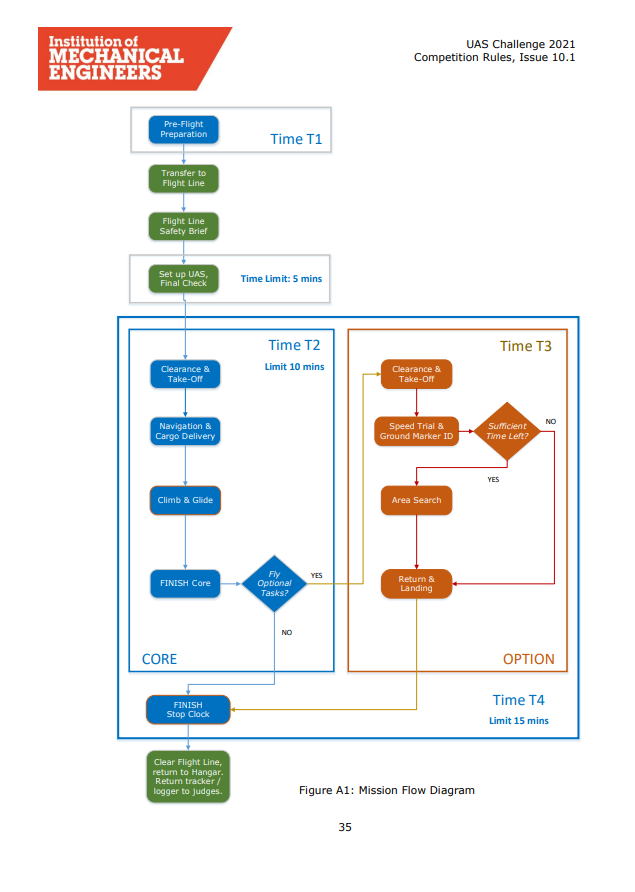 Institution of
MECHANICAL
ENGINEERS
UAS Challenge 2021
Competition Rules, Issue 10.1
Pre-Flight
Preparation
Time T1
Transfer to
Flight Line
Flight Line
Safety Brief
Set up UAS,
Final Check
Time Limit: 5 mins
Time T2
Limit 10 mins
Clearance &
Take-Off
Navigation &
Cargo Delivery
Climb & Glide
FINISH Core
Fly
Optional
Tasks?
YES
NO
CORE
Time T3
Clearance &
Take-Off
Speed Trial &
Ground Marker ID
Sufficient
Time Left?
NO
YES
Area Search
Return &
Landing
OPTION
FINISH
Stop Clock
Time T4
Limit 15 mins
Clear Flight Line,
return to Hangar.
Return tracker /
logger to judges.
Figure A1: Mission Flow Diagram
35